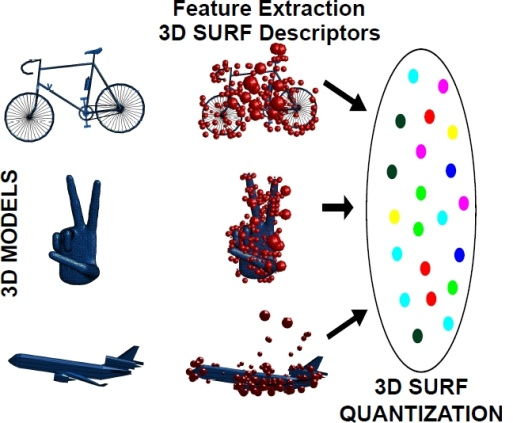 Feature Extraction
3D SURF Descriptors
3D MODELS
3D SURF
QUANTIZATION